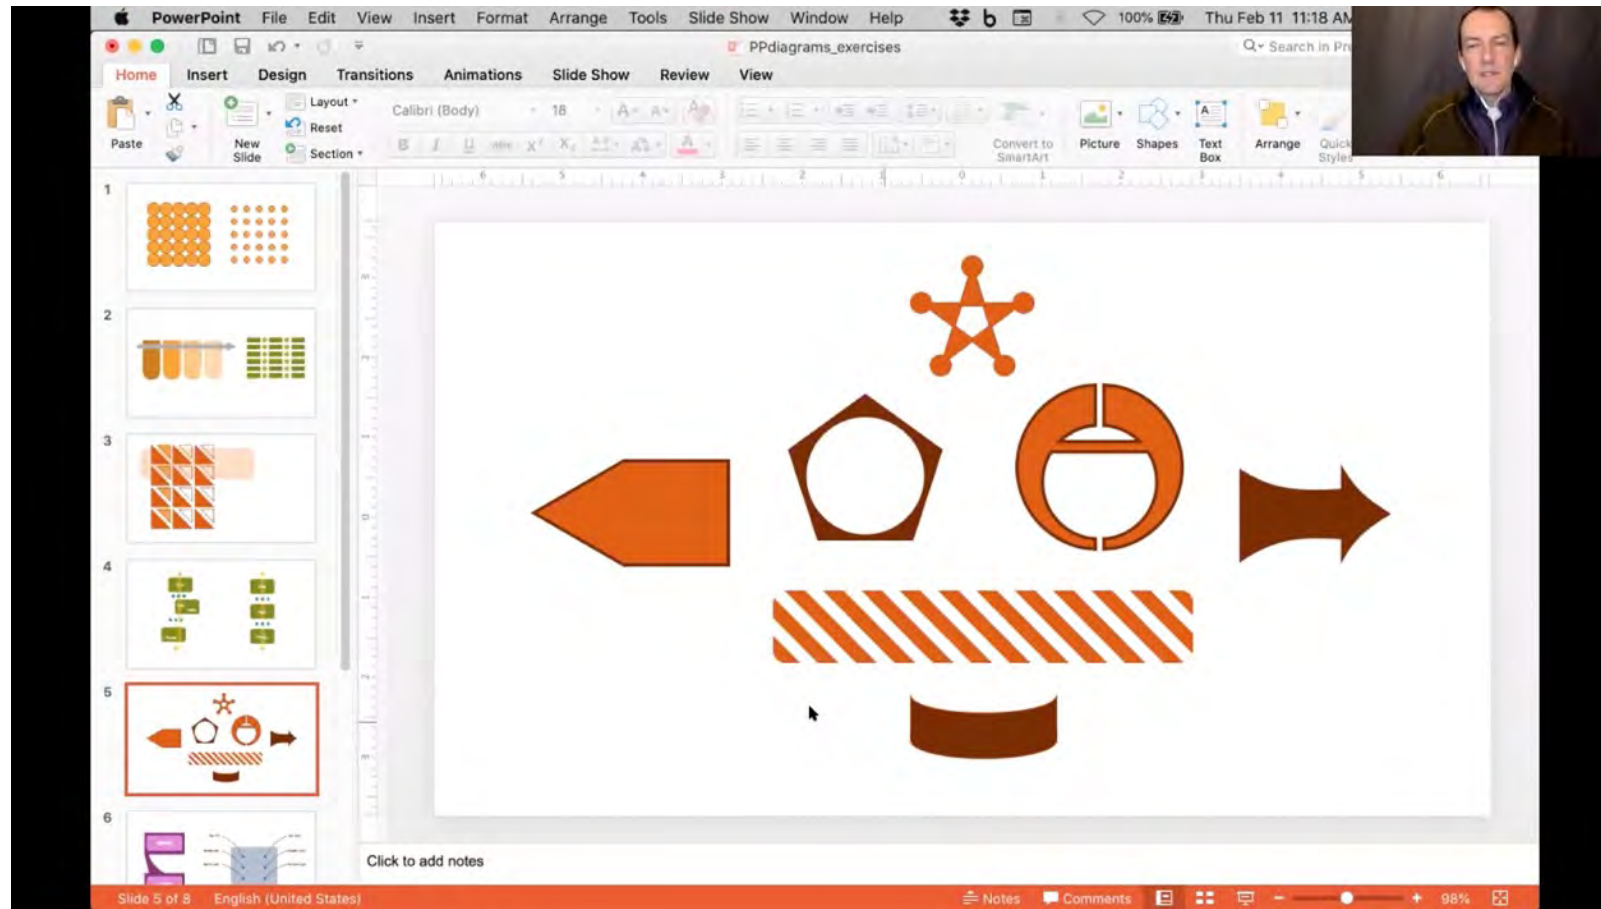 PowerPoint File Edit View Insert Format Arrange Tools Slide Show Window Help 100% Thu Feb 11 11:18 AM
PPdiagrams_exercises
Search in Pre
Home Insert Design Transitions Animations Slide Show Review View
Paste
New Slide
Layout
Reset
Section
Calibri (Body) 18
Convert to SmartArt
Picture
Shapes
Text Box
Arrange
Quick Styles
1
2
3
4
5
6
Click to add notes
Slide 5 of 8 English (United States) Notes Comments 98%